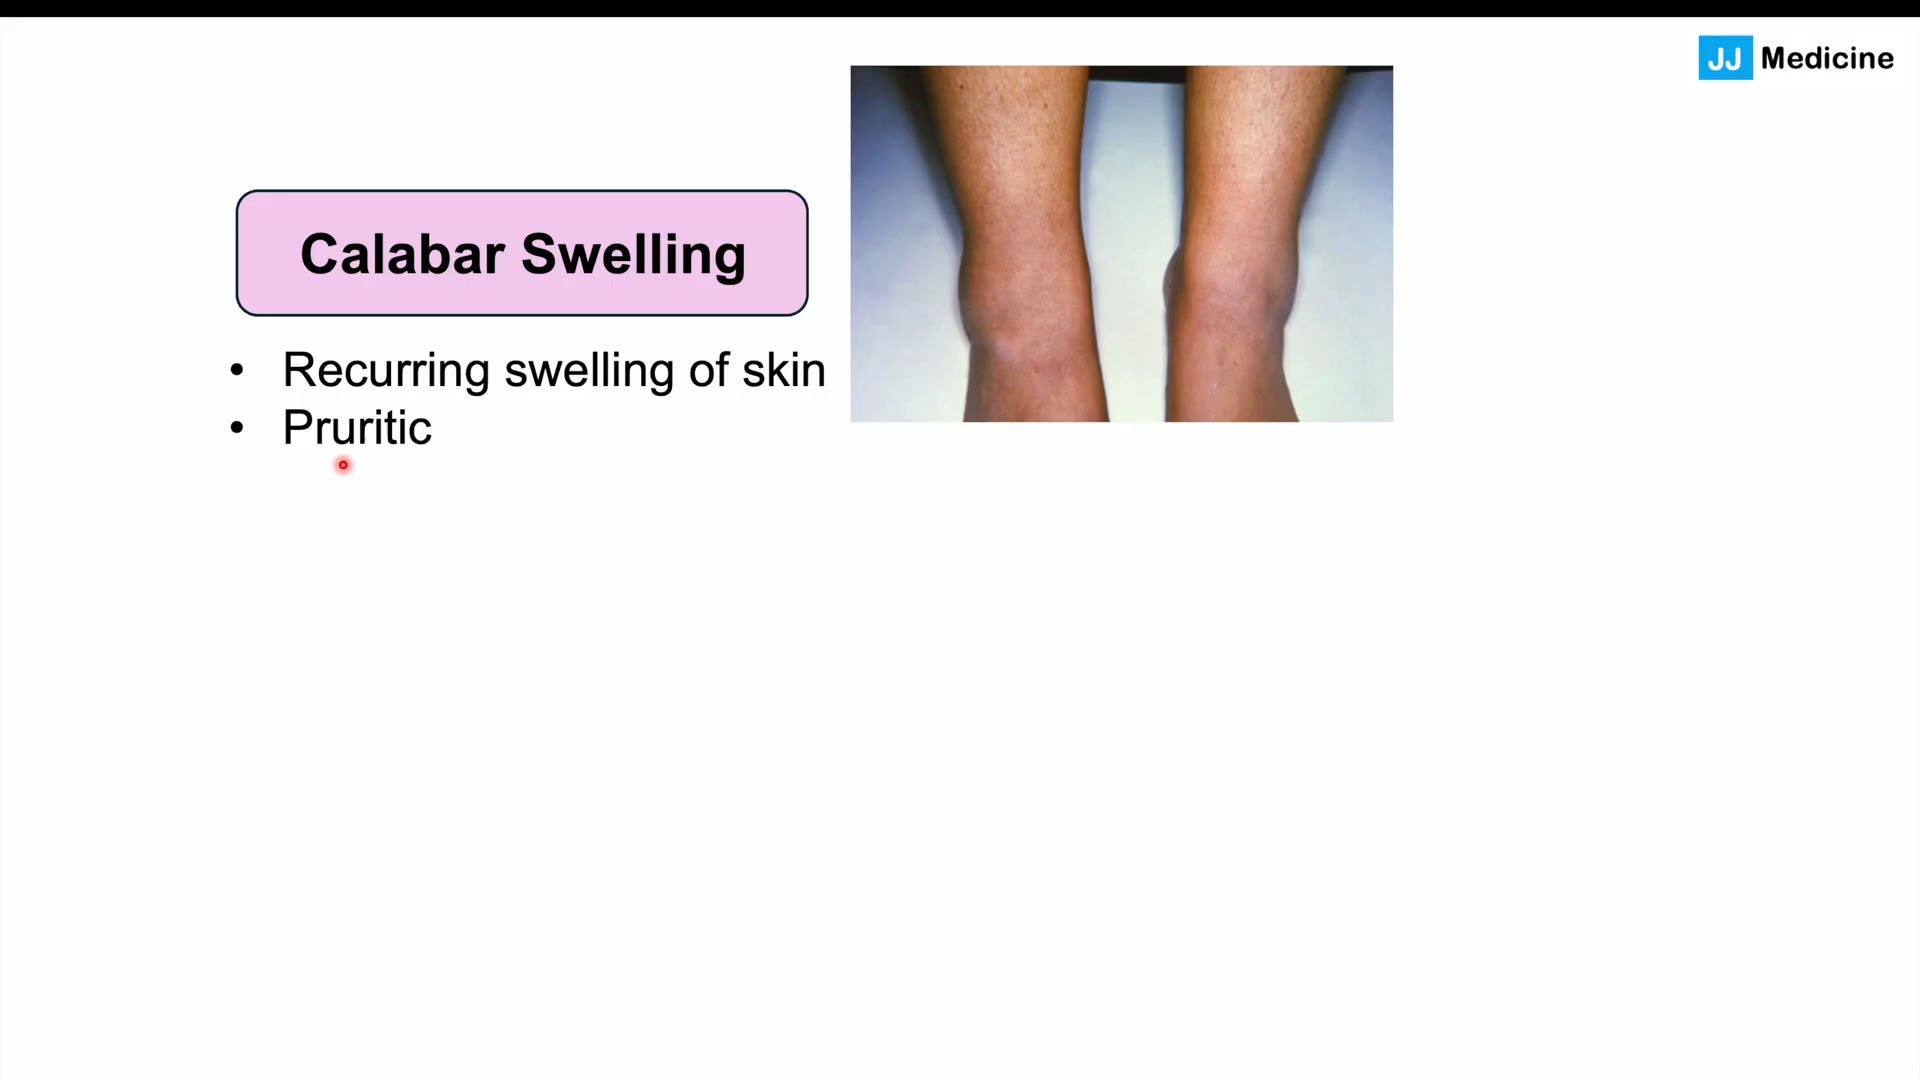 JJ Medicine
Calabar Swelling
• Recurring swelling of skin
• Pruritic